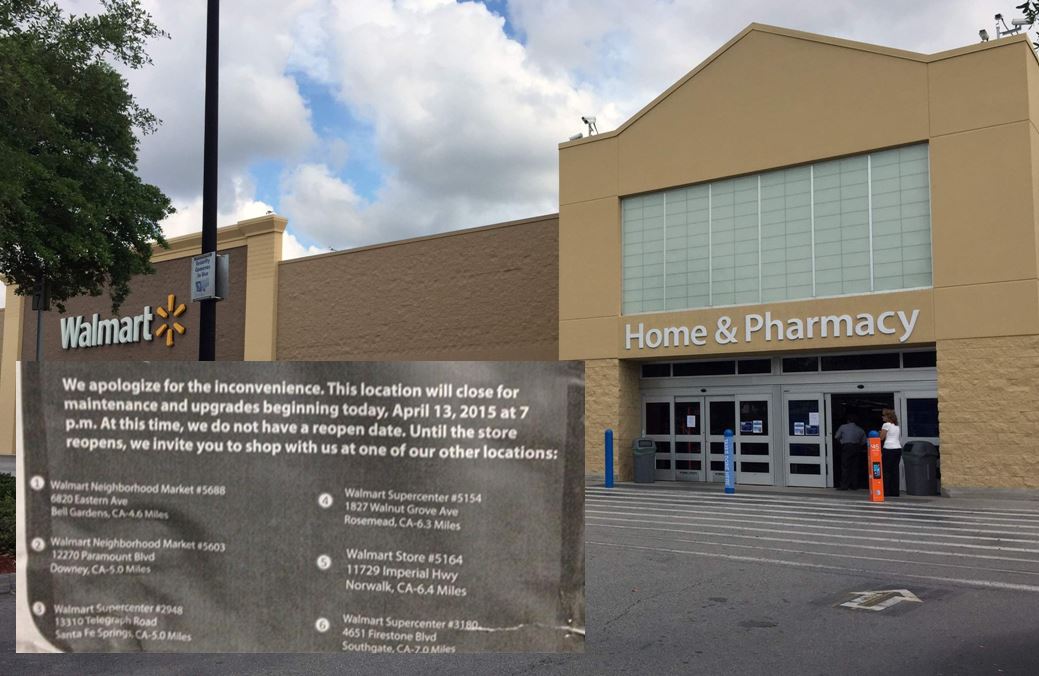 Walmart
Home & Pharmacy
We apologize for the inconvenience. This location will close for
maintenance and upgrades beginning today, April 13, 2015 at 7
p.m. At this time, we do not have a reopen date. Until the store
reopens, we invite you to shop with us at one of our other locations:
1 Walmart Neighborhood Market #5688
6820 Eastern Ave
Bell Gardens, CA-4.6 Miles
2 Walmart Neighborhood Market #5603
12270 Paramount Blvd
Downey, CA-5.0 Miles
3 Walmart Supercenter #2948
13310 Telegraph Road
Santa Fe Springs, CA-5.0 Miles
4 Walmart Supercenter #5154
1827 Walnut Grove Ave
Rosemead, CA-6.3 Miles
5 Walmart Store #5164
11729 Imperial Hwy
Norwalk, CA-6.4 Miles
6 Walmart Supercenter #3180
4651 Firestone Blvd
Southgate, CA-7.0 Miles